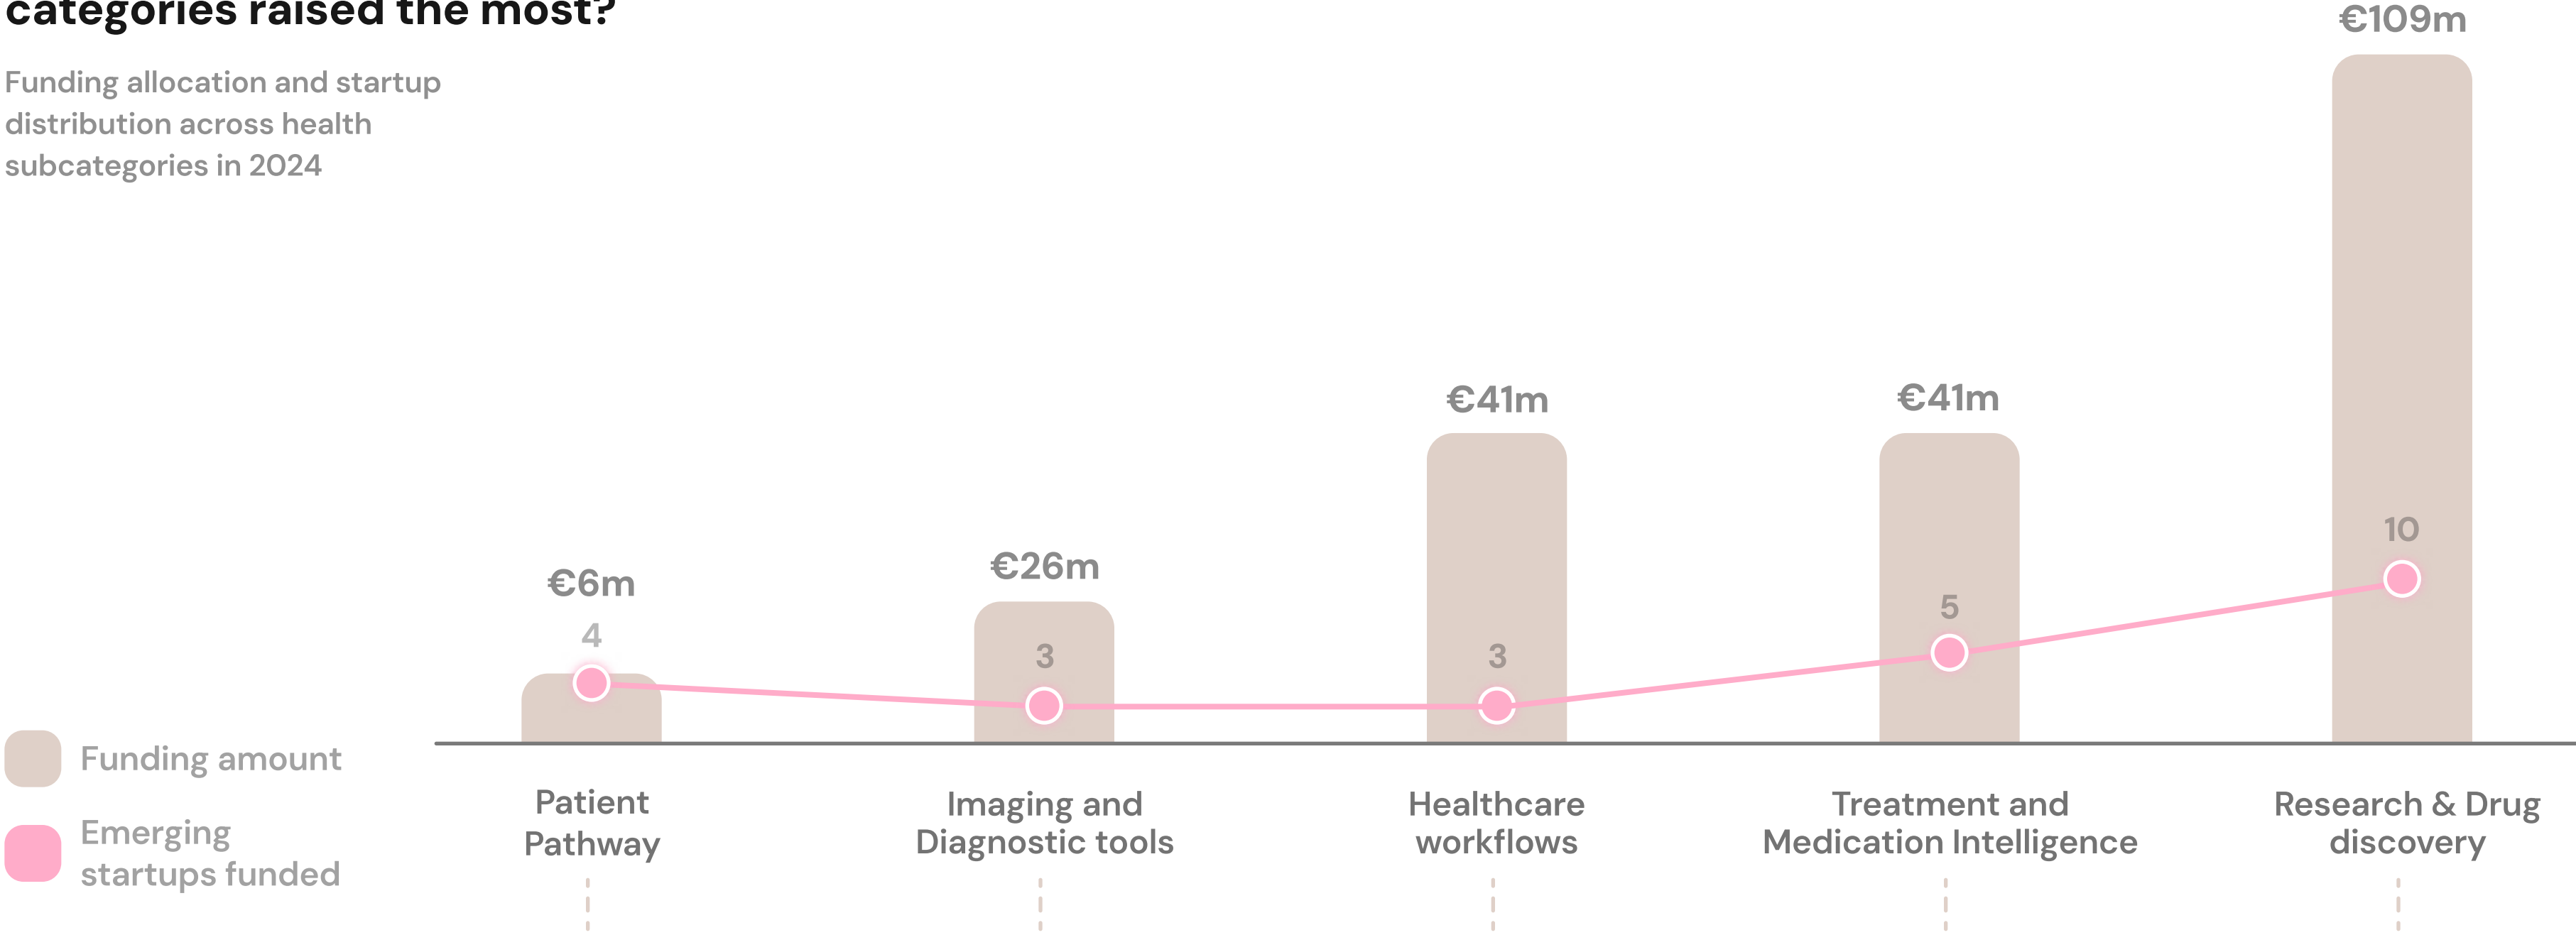 categories raised the most?
Funding allocation and startup
distribution across health
subcategories in 2024
€109m
€41m
€41m
€26m
€6m
4
3
3
5
10
Funding amount
Emerging
startups funded
Patient
Pathway
Imaging and
Diagnostic tools
Healthcare
workflows
Treatment and
Medication Intelligence
Research & Drug
discovery